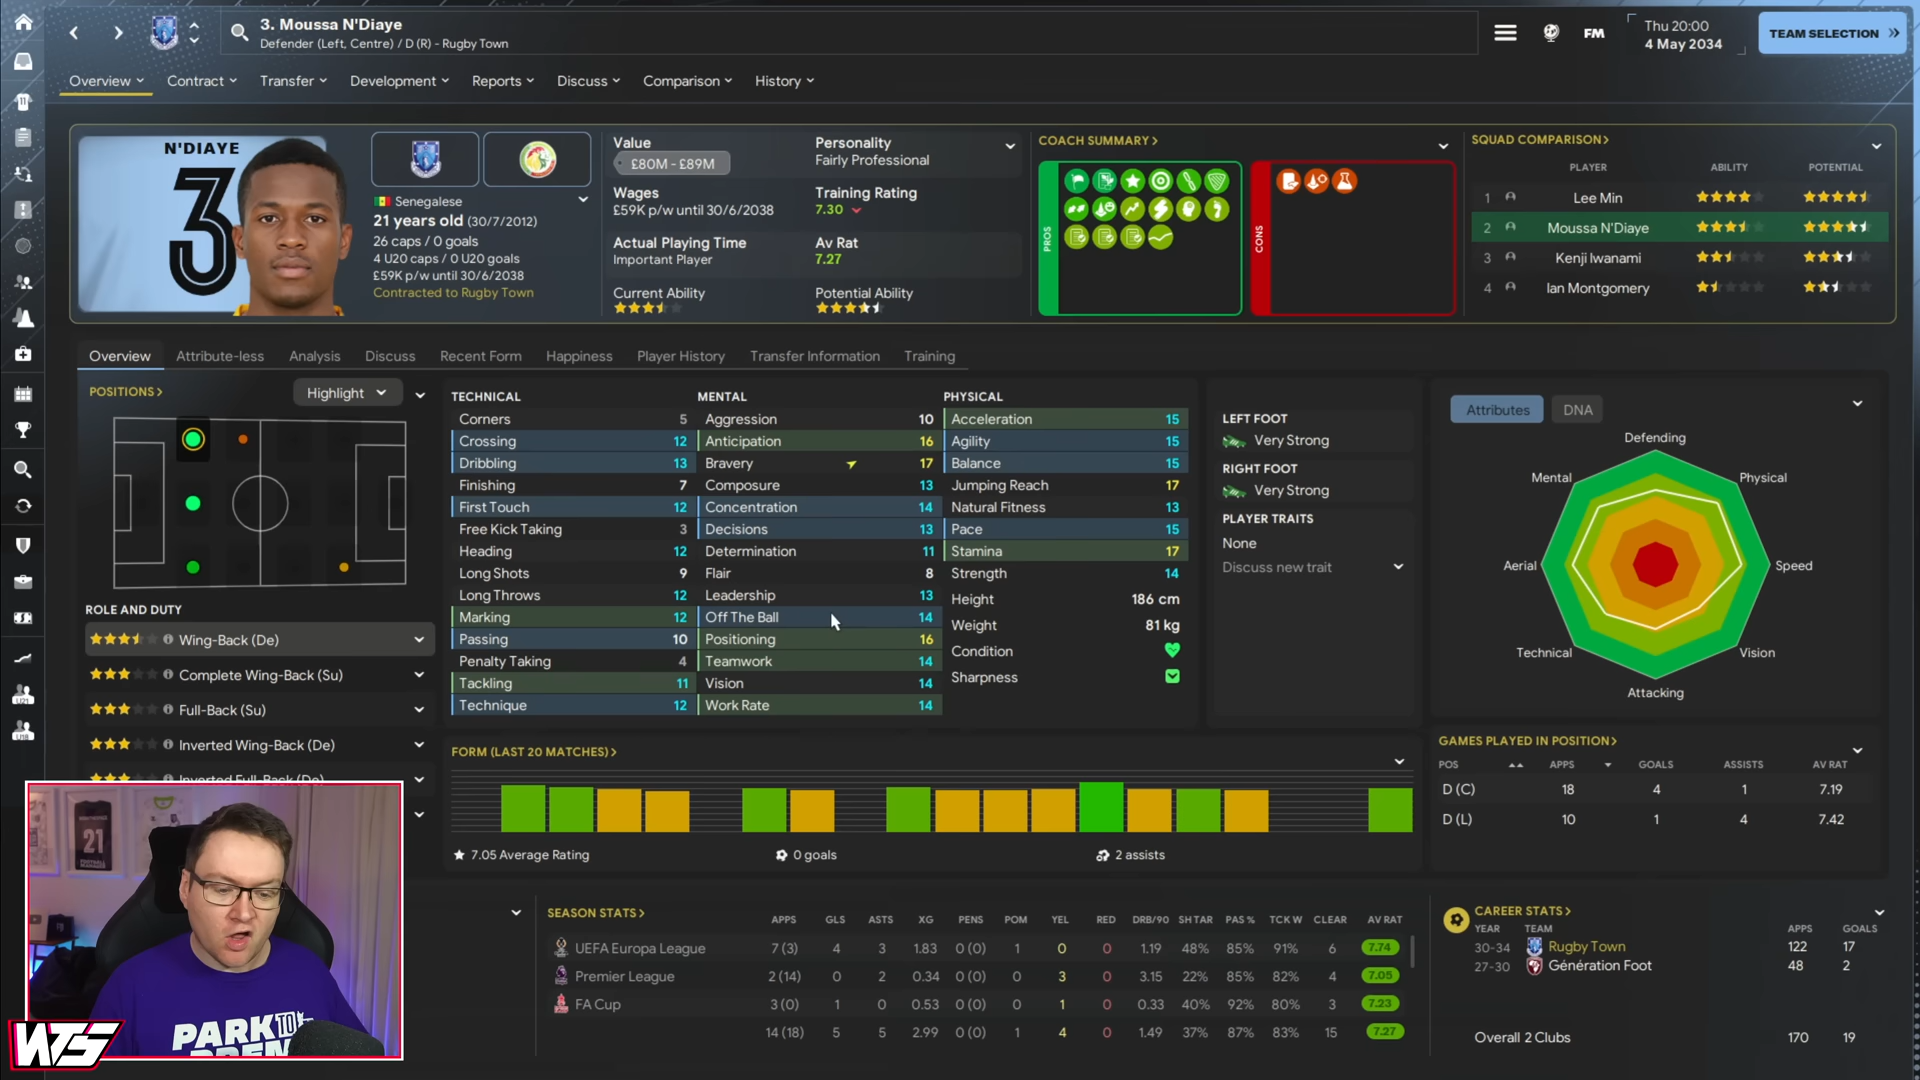 3. Moussa N'Diaye
Defender (Left, Centre) / D (R) - Rugby Town
FM
Thu 20:00
4 May 2034
TEAM SELECTION
Overview
Contract
Transfer
Development
Reports
Discuss
Comparison
History
N'DIAYE
3
Senegalese
21 years old (30/7/2012)
26 caps / 0 goals
4 U20 caps / 0 U20 goals
£59K p/w until 30/6/2038
Contracted to Rugby Town
Value
£80M - £89M
Personality
Fairly Professional
Wages
£59K p/w until 30/6/2038
Training Rating
7.30
Actual Playing Time
Important Player
Av Rat
7.27
Current Ability
Potential Ability
COACH SUMMARY >
PROS
CONS
SQUAD COMPARISON >
PLAYER ABILITY POTENTIAL
1 Lee Min
2 Moussa N'Diaye
3 Kenji Iwanami
4 Ian Montgomery
Overview
Attribute-less
Analysis
Discuss
Recent Form
Happiness
Player History
Transfer Information
Training
POSITIONS >
Highlight
ROLE AND DUTY
Wing-Back (De)
Complete Wing-Back (Su)
Full-Back (Su)
Inverted Wing-Back (De)
Inverted Full-Back (De)
TECHNICAL
Corners 5
Crossing 12
Dribbling 13
Finishing 7
First Touch 12
Free Kick Taking 3
Heading 12
Long Shots 9
Long Throws 12
Marking 12
Passing 10
Penalty Taking 4
Tackling 11
Technique 12
MENTAL
Aggression 10
Anticipation 16
Bravery 17
Composure 13
Concentration 14
Decisions 13
Determination 11
Flair 8
Leadership 13
Off The Ball 14
Positioning 16
Teamwork 14
Vision 14
Work Rate 14
PHYSICAL
Acceleration 15
Agility 15
Balance 15
Jumping Reach 17
Natural Fitness 13
Pace 15
Stamina 17
Strength 14
Height 186 cm
Weight 81 kg
Condition
Sharpness
LEFT FOOT
Very Strong
RIGHT FOOT
Very Strong
PLAYER TRAITS
None
Discuss new trait
Attributes
DNA
Defending
Physical
Speed
Vision
Attacking
Technical
Aerial
Mental
FORM (LAST 20 MATCHES) >
7.05 Average Rating
0 goals
2 assists
GAMES PLAYED IN POSITION >
POS APPS GOALS ASSISTS AV RAT
D (C) 18 4 1 7.19
D (L) 10 1 4 7.42
SEASON STATS >
APPS GLS ASTS XG PENS POM YEL RED DRB/90 SH TAR PAS % TCK W CLEAR AV RAT
UEFA Europa League 7 (3) 4 3 1.83 0 (0) 1 0 0 1.19 48% 85% 91% 6 7.74
Premier League 2 (14) 0 2 0.34 0 (0) 0 3 0 3.15 22% 85% 82% 4 7.05
FA Cup 3 (0) 1 0 0.53 0 (0) 0 1 0 0.33 40% 92% 80% 3 7.23
14 (18) 5 5 2.99 0 (0) 1 4 0 1.49 37% 87% 83% 15 7.27
CAREER STATS >
YEAR TEAM APPS GOALS
30-34 Rugby Town 122 17
27-30 Génération Foot 48 2
Overall 2 Clubs 170 19
U21
U18
21
PARK TO
WTS